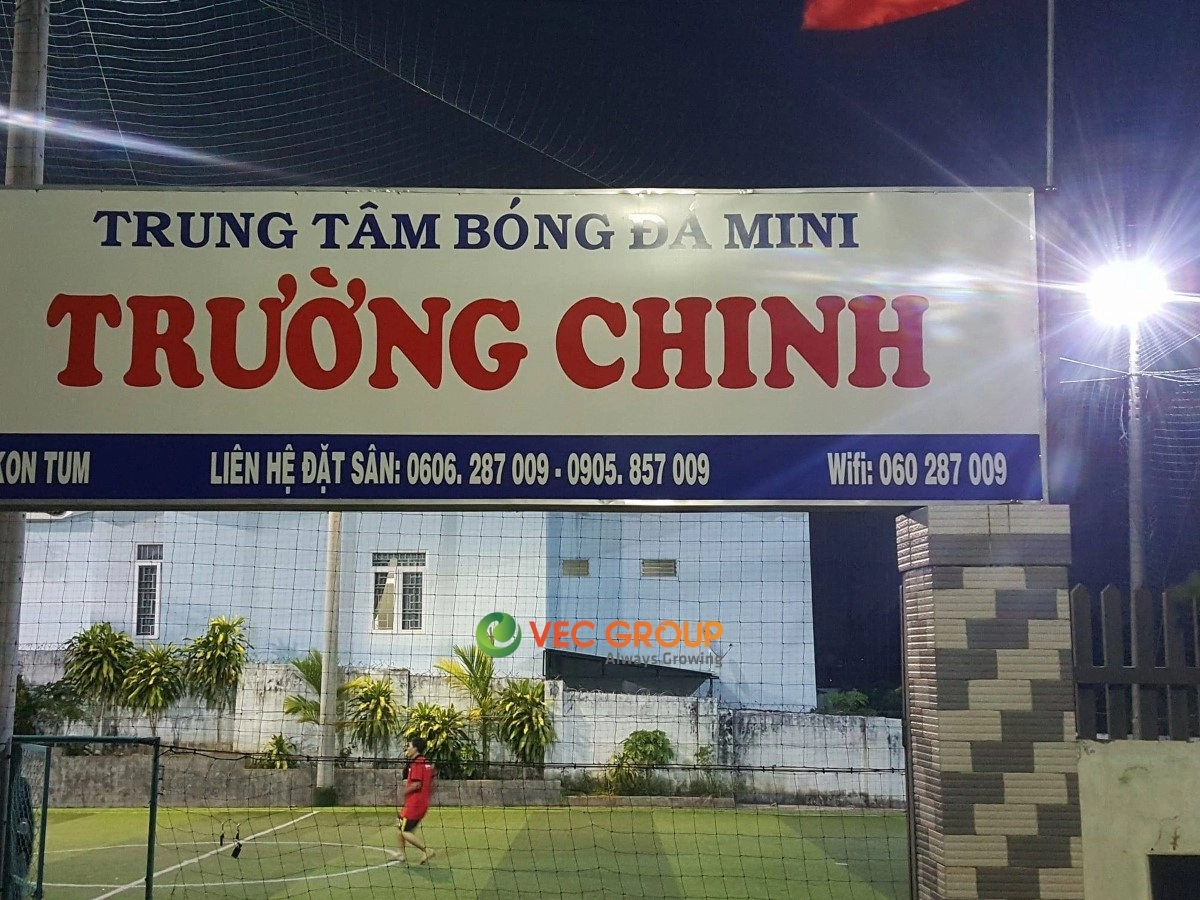 TRUNG TÂM BÓNG ĐÁ MINI
TRƯỜNG CHINH
KON TUM LIÊN HỆ ĐẶT SÂN: 0606. 287 009 - 0905. 857 009 Wifi: 060 287 009
VEC GROUP
Always Growing